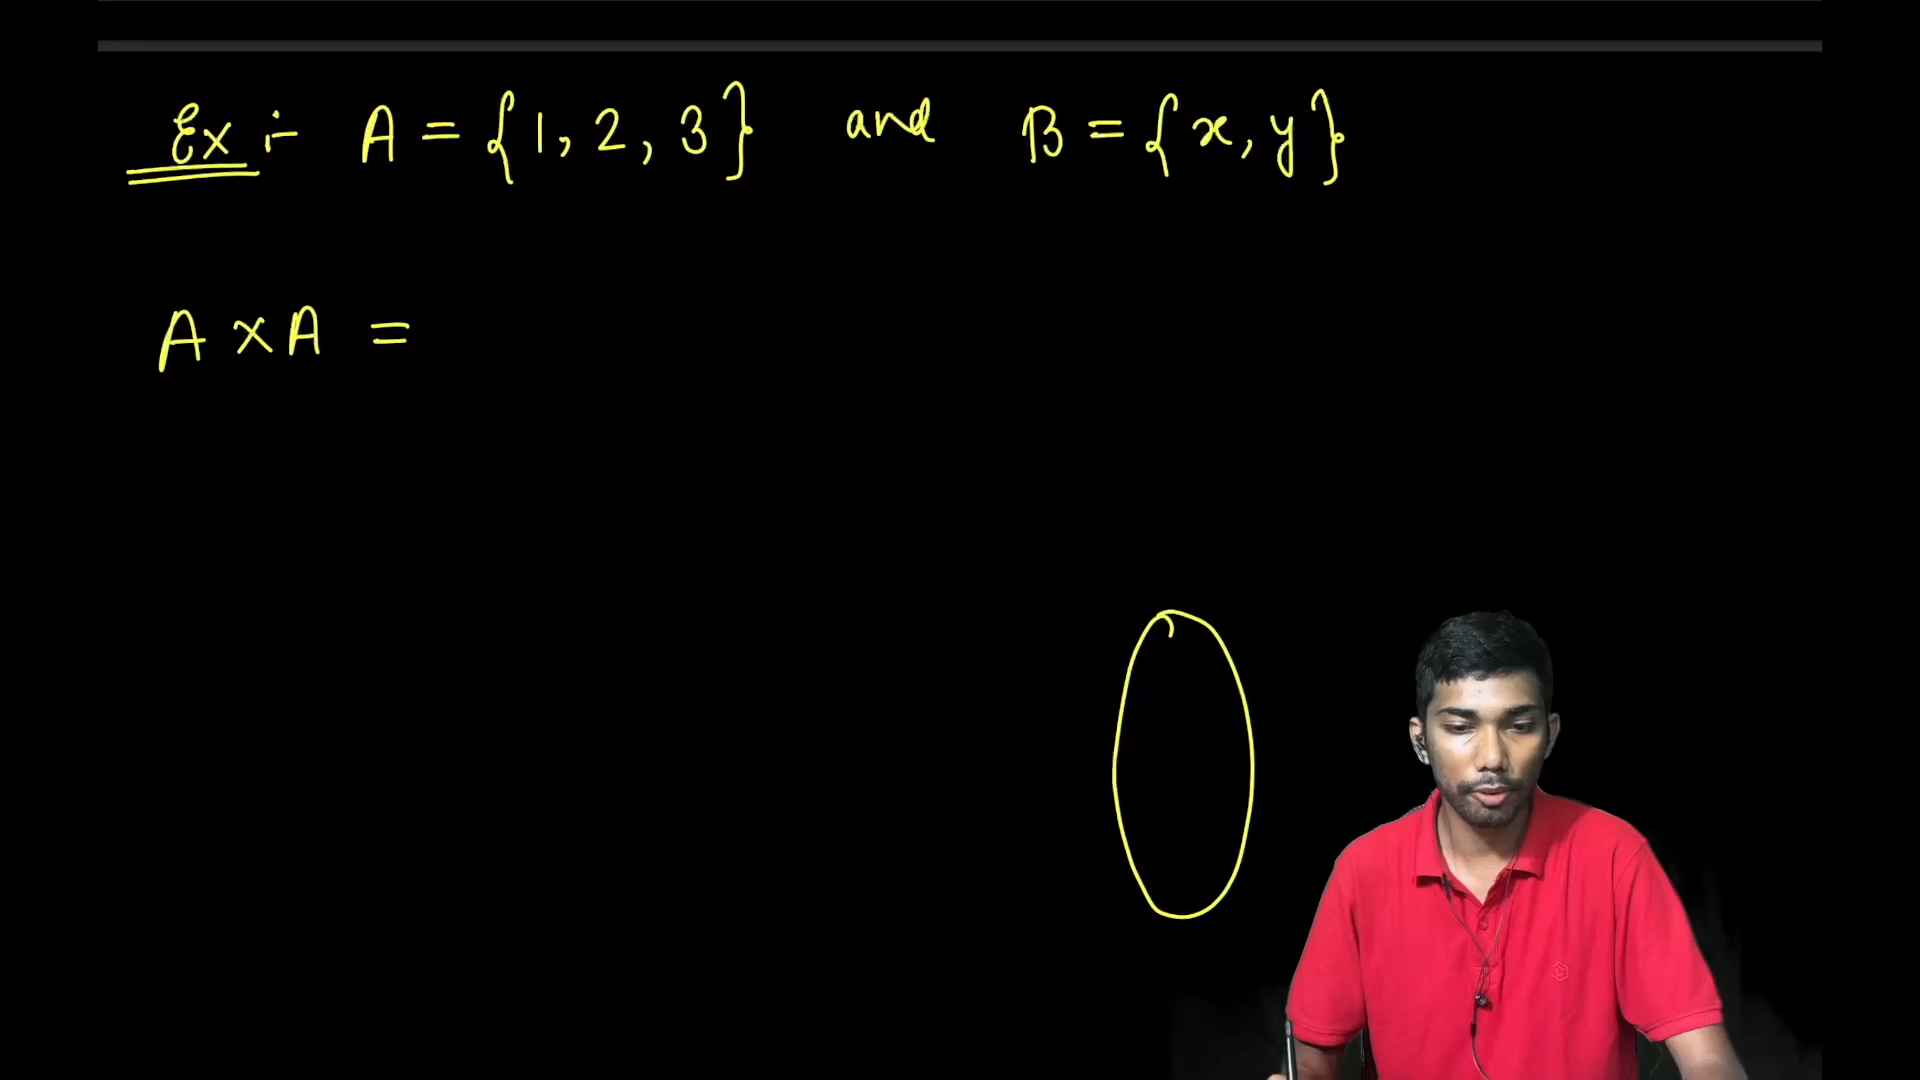 Ex :- A = {1, 2, 3} and B = {x, y}
A × A =